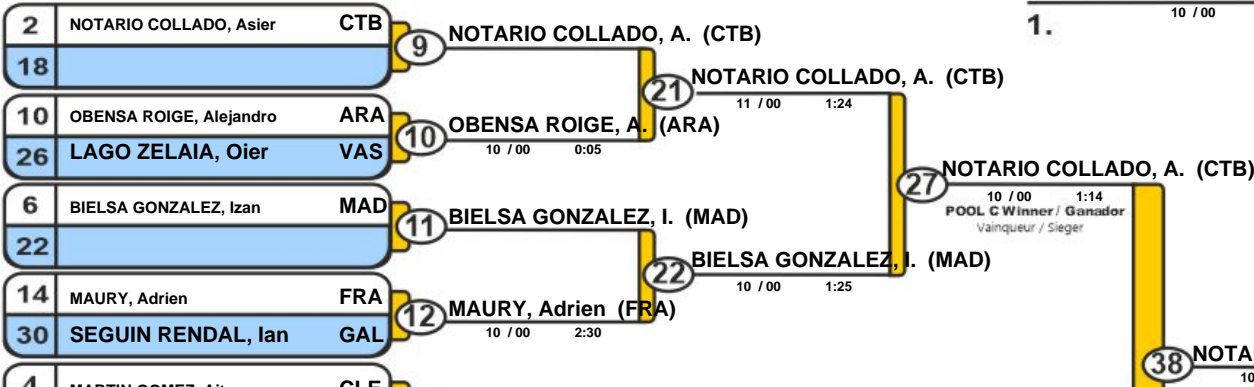 10 / 00
1.
2 NOTARIO COLLADO, Asier CTB
18
9 NOTARIO COLLADO, A. (CTB)
21 NOTARIO COLLADO, A. (CTB)
11 / 00 1:24
10 OBENSA ROIGE, Alejandro ARA
26 LAGO ZELAIA, Oier VAS
10 OBENSA ROIGE, A. (ARA)
10 / 00 0:05
27 NOTARIO COLLADO, A. (CTB)
10 / 00 1:14
POOL C Winner / Ganador
Vainqueur / Sieger
6 BIELSA GONZALEZ, Izan MAD
22
11 BIELSA GONZALEZ, I. (MAD)
22 BIELSA GONZALEZ, I. (MAD)
10 / 00 1:25
14 MAURY, Adrien FRA
30 SEGUIN RENDAL, Ian GAL
12 MAURY, Adrien (FRA)
10 / 00 2:30
38 NOTA
10
4 CLE